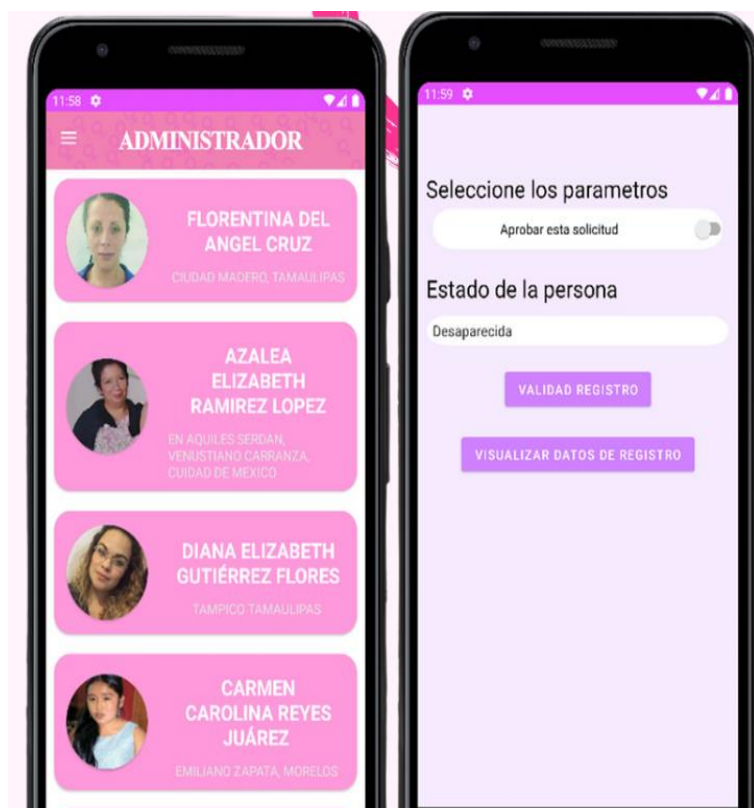 11:58
ADMINISTRADOR
FLORENTINA DEL
ANGEL CRUZ
CIUDAD MADERO, TAMAULIPAS
AZALEA
ELIZABETH
RAMIREZ LOPEZ
EN AQUILES SERDAN,
VENUSTIANO CARRANZA,
CUIDAD DE MEXICO
DIANA ELIZABETH
GUTIÉRREZ FLORES
TAMPICO TAMAULIPAS
CARMEN
CAROLINA REYES
JUÁREZ
EMILIANO ZAPATA, MORELOS
11:59
Seleccione los parametros
Aprobar esta solicitud
Estado de la persona
Desaparecida
VALIDAD REGISTRO
VISUALIZAR DATOS DE REGISTRO